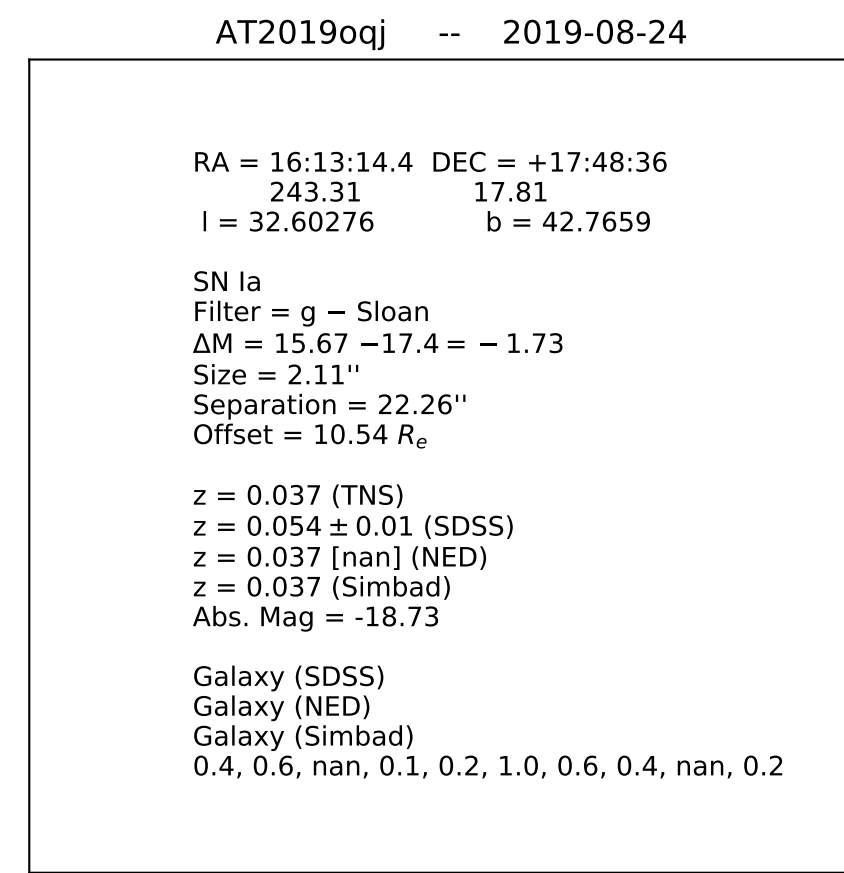 AT2019oqj -- 2019-08-24
RA = 16:13:14.4 DEC = +17:48:36
243.31 17.81
l = 32.60276 b = 42.7659
SN Ia
Filter = g − Sloan
ΔM = 15.67 −17.4 = − 1.73
Size = 2.11''
Separation = 22.26''
Offset = 10.54 Rₑ
z = 0.037 (TNS)
z = 0.054 ± 0.01 (SDSS)
z = 0.037 [nan] (NED)
z = 0.037 (Simbad)
Abs. Mag = -18.73
Galaxy (SDSS)
Galaxy (NED)
Galaxy (Simbad)
0.4, 0.6, nan, 0.1, 0.2, 1.0, 0.6, 0.4, nan, 0.2